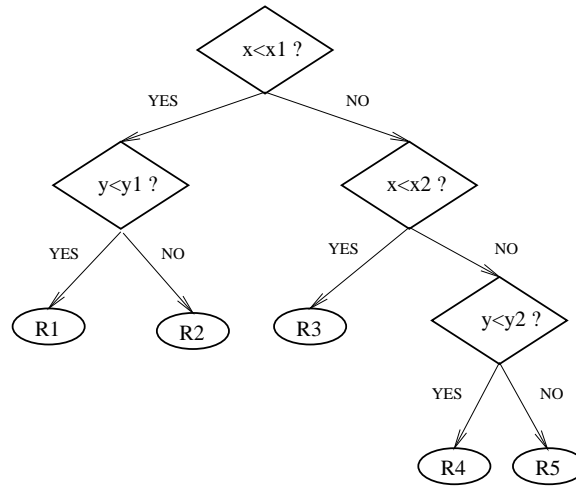 x<x1 ?
YES
NO
y<y1 ?
x<x2 ?
YES
NO
YES
NO
R1
R2
R3
y<y2 ?
YES
NO
R4
R5